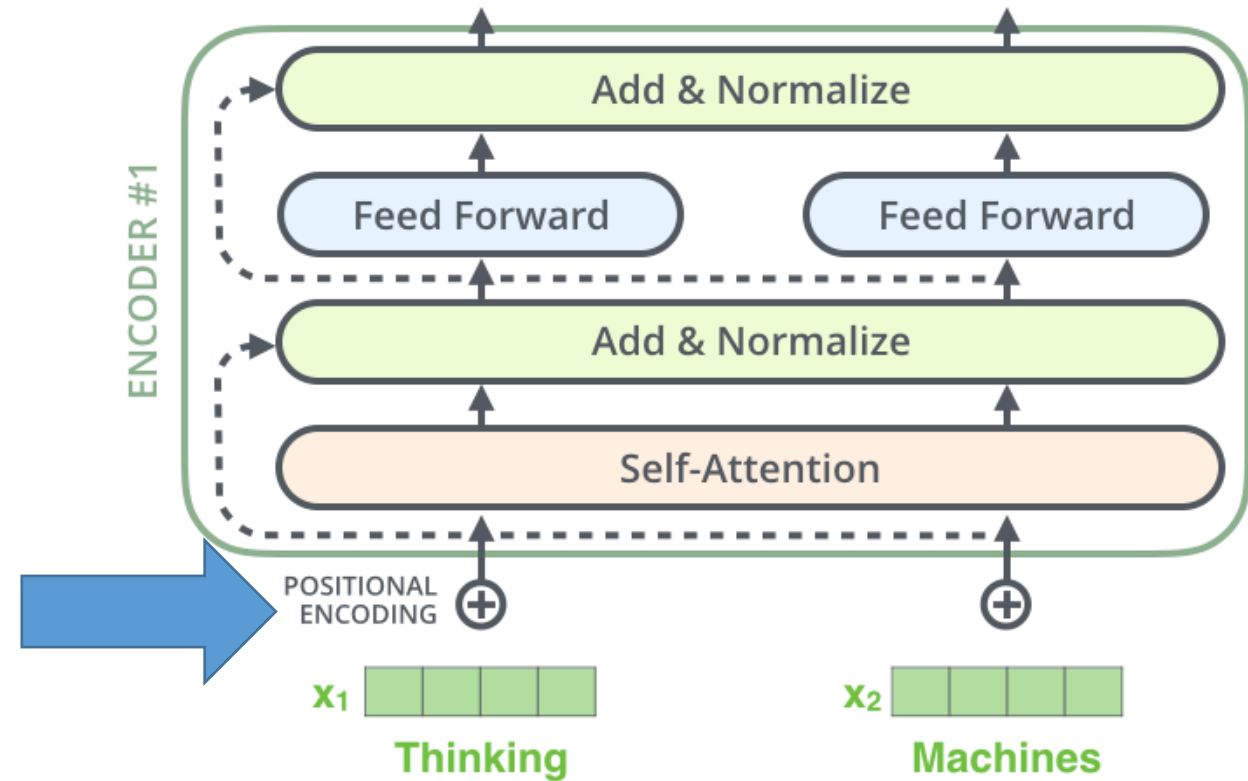 Add & Normalize
Feed Forward
Feed Forward
ENCODER #1
Add & Normalize
Self-Attention
POSITIONAL
ENCODING
x₁
x₂
Thinking
Machines